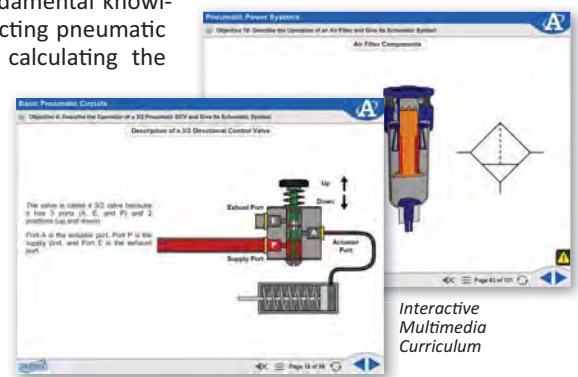 damental knowl-
cting pneumatic
calculating the
Pneumatic Power Systems
Objective 10: Describe the Operation of an Air Filter and Give Its Schematic Symbol
Air Filter Components
Page 83 of 131
Basic Pneumatic Circuits
Objective 4: Describe the Operation of a 3/2 Pneumatic DCV and Give Its Schematic Symbol
Description of a 3/2 Directional Control Valve
The valve is called a 3/2 valve because
it has 3 ports (A, E, and P) and 2
positions (up and down).
Port A is the actuator port, Port P is the
supply port, and Port E is the exhaust
port.
Up
Down
Exhaust Port
E
A
P
Actuator
Port
Supply Port
Interactive
Multimedia
Curriculum